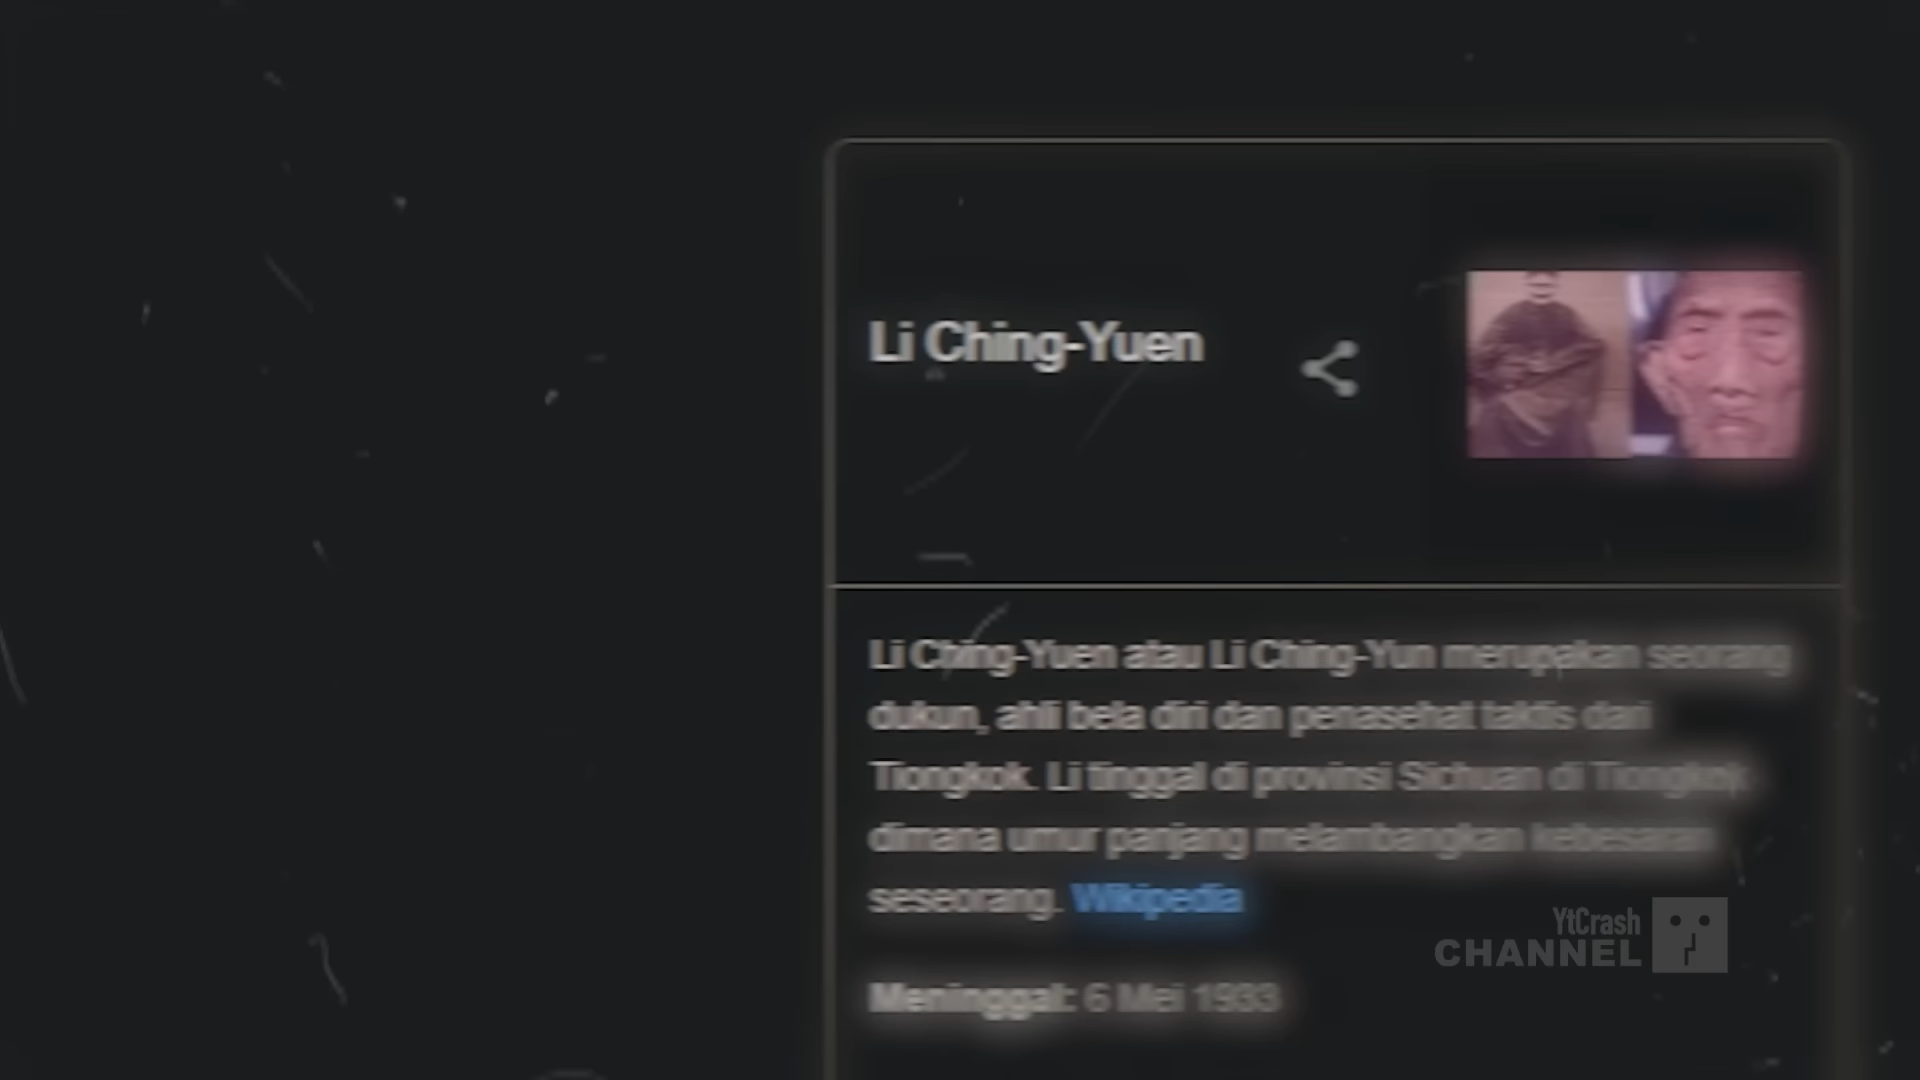 Li Ching-Yuen
Li Ching-Yuen atau Li Ching-Yun merupakan seorang
dukun, ahli bela diri dan penasehat taktis dari
Tiongkok. Li tinggal di provinsi Sichuan di Tiongkok
dimana umur panjang melambangkan kebesaran
seseorang. Wikipedia
Meninggal: 6 Mei 1933
YtCrash
CHANNEL